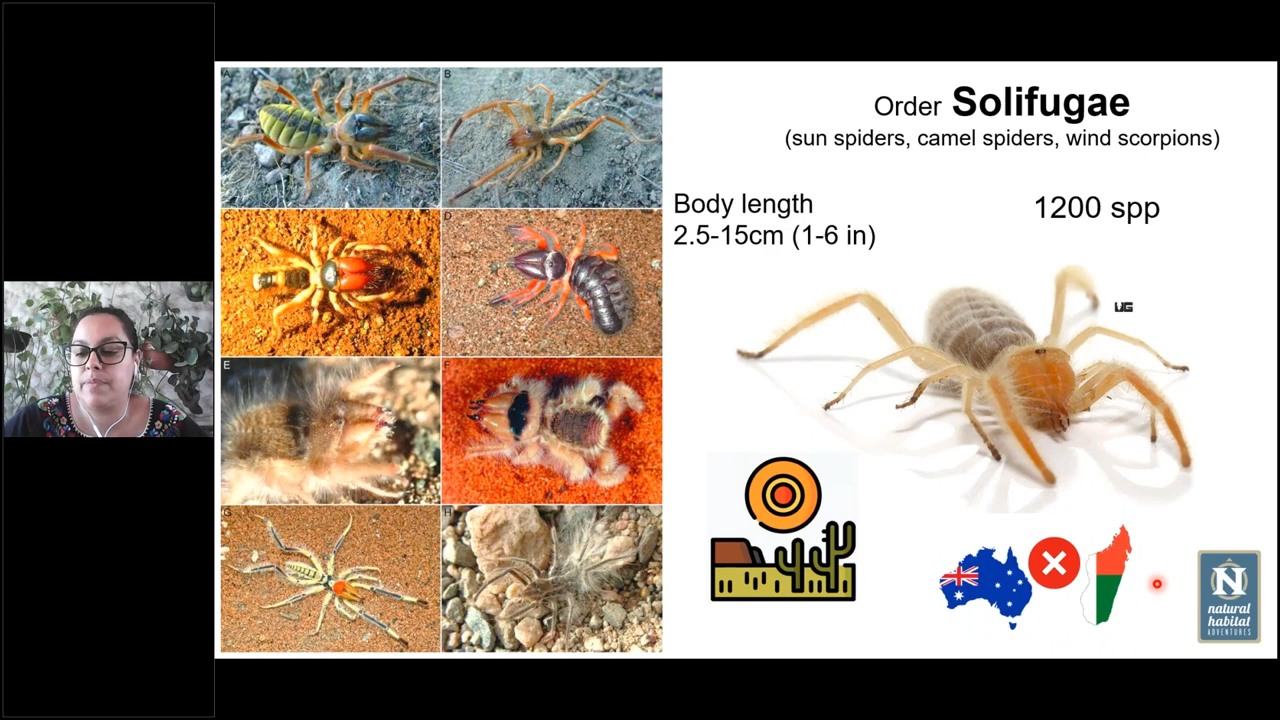 Order Solifugae
(sun spiders, camel spiders, wind scorpions)
Body length
2.5-15cm (1-6 in)
1200 spp
A
B
C
D
E
F
G
H
UG
N
natural
habitat
ADVENTURES